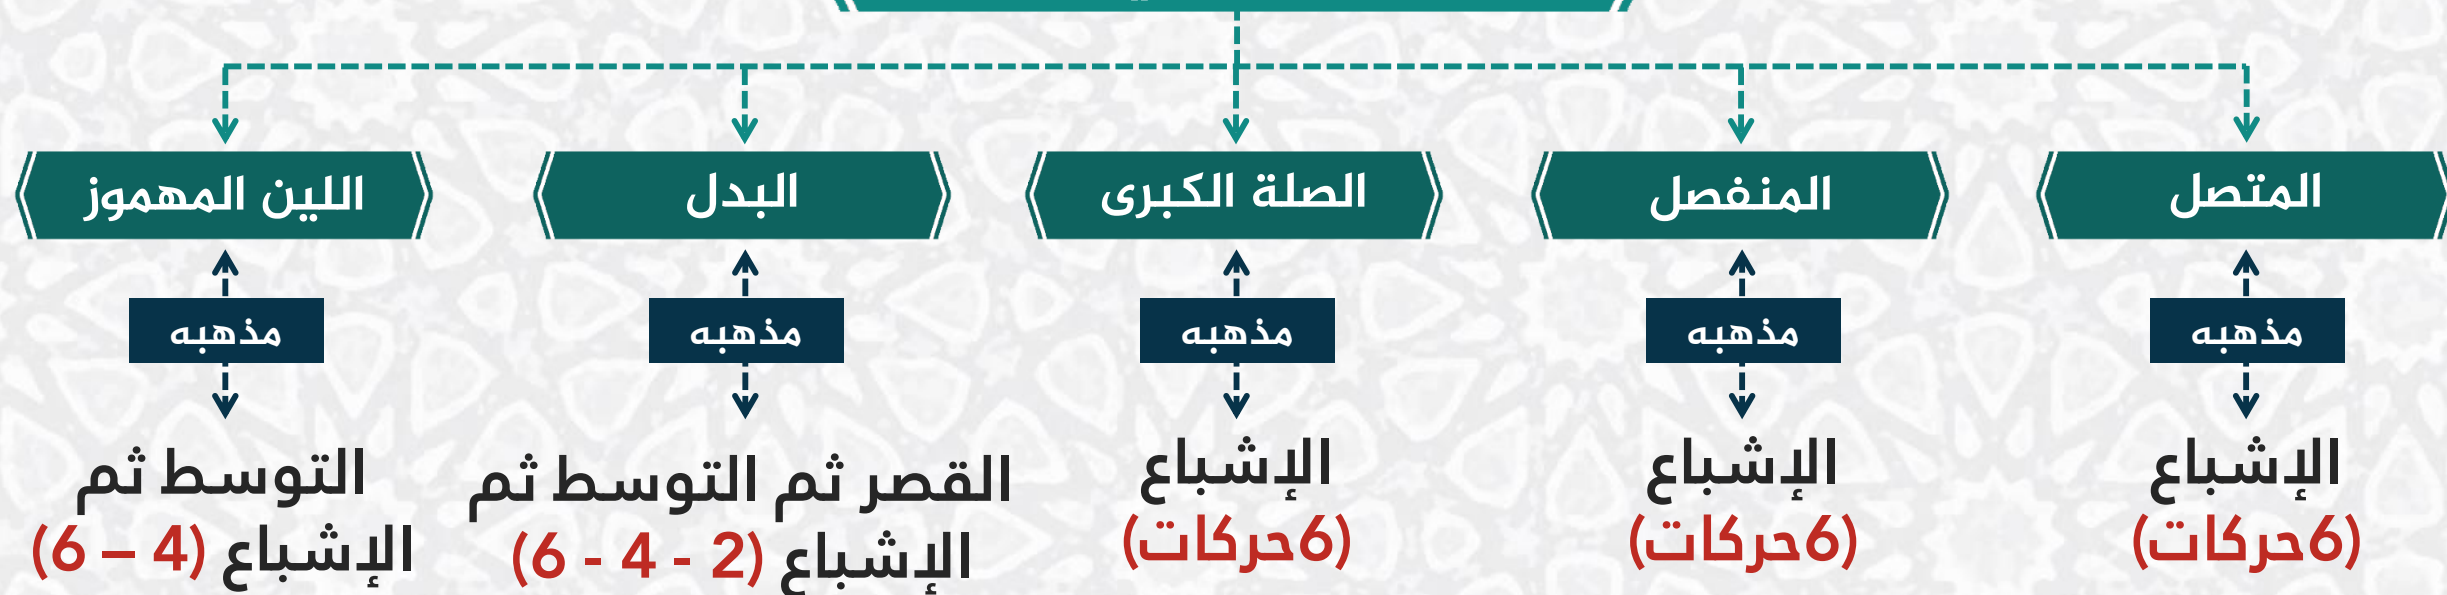 المتصل
المنفصل
الصلة الكبرى
البدل
اللين المهموز
مذهبه
مذهبه
مذهبه
مذهبه
مذهبه
الإشباع
(6حركات)
الإشباع
(6حركات)
الإشباع
(6حركات)
القصر ثم التوسط ثم
الإشباع (2 - 4 - 6)
التوسط ثم
الإشباع (4 – 6)